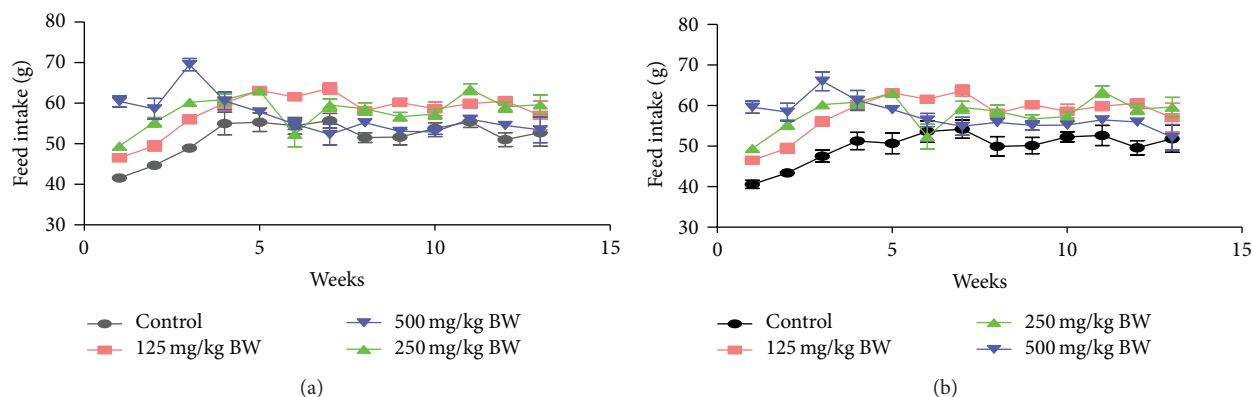 80
70
60
50
40
30
Feed intake (g)
0
5
10
15
Weeks
Control
500 mg/kg BW
125 mg/kg BW
250 mg/kg BW
(a)
80
70
60
50
40
30
Feed intake (g)
0
5
10
15
Weeks
Control
250 mg/kg BW
125 mg/kg BW
500 mg/kg BW
(b)